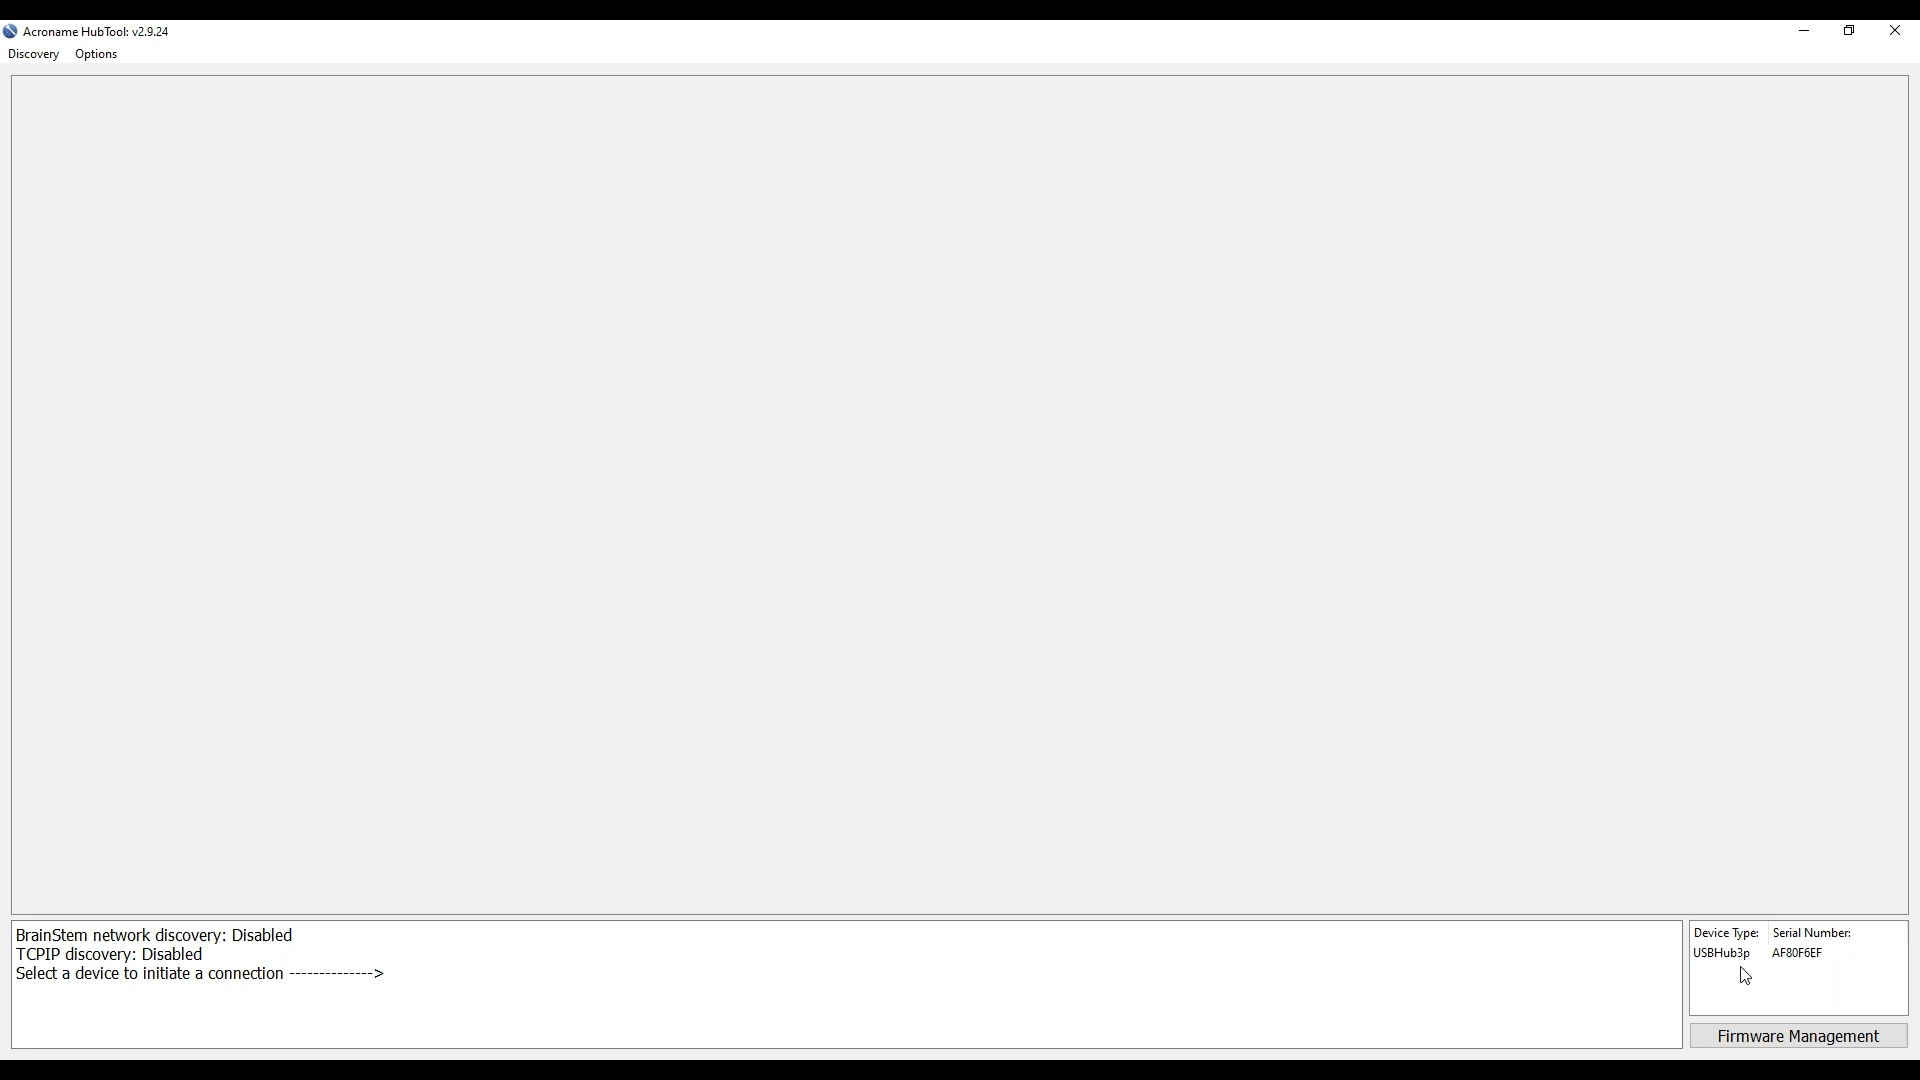 Acroname HubTool: v2.9.24
Discovery Options
BrainStem network discovery: Disabled
TCPIP discovery: Disabled
Select a device to initiate a connection -------------->
Device Type: Serial Number:
USBHub3p AF80F6EF
Firmware Management